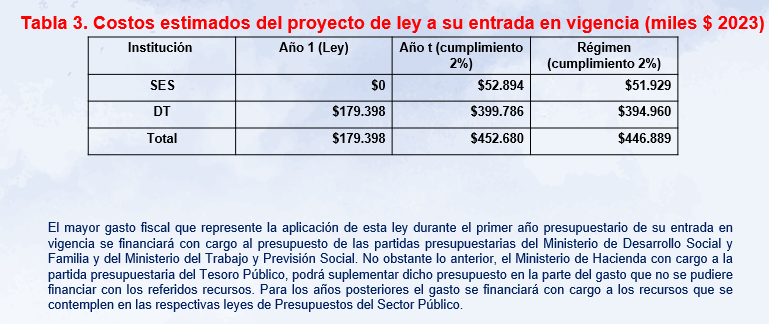 Tabla 3. Costos estimados del proyecto de ley a su entrada en vigencia (miles $ 2023)
Institución Año 1 (Ley) Año t (cumplimiento 2%) Régimen (cumplimiento 2%)
SES $0 $52.894 $51.929
DT $179.398 $399.786 $394.960
Total $179.398 $452.680 $446.889
El mayor gasto fiscal que represente la aplicación de esta ley durante el primer año presupuestario de su entrada en
vigencia se financiará con cargo al presupuesto de las partidas presupuestarias del Ministerio de Desarrollo Social y
Familia y del Ministerio del Trabajo y Previsión Social. No obstante lo anterior, el Ministerio de Hacienda con cargo a la
partida presupuestaria del Tesoro Público, podrá suplementar dicho presupuesto en la parte del gasto que no se pudiere
financiar con los referidos recursos. Para los años posteriores el gasto se financiará con cargo a los recursos que se
contemplen en las respectivas leyes de Presupuestos del Sector Público.